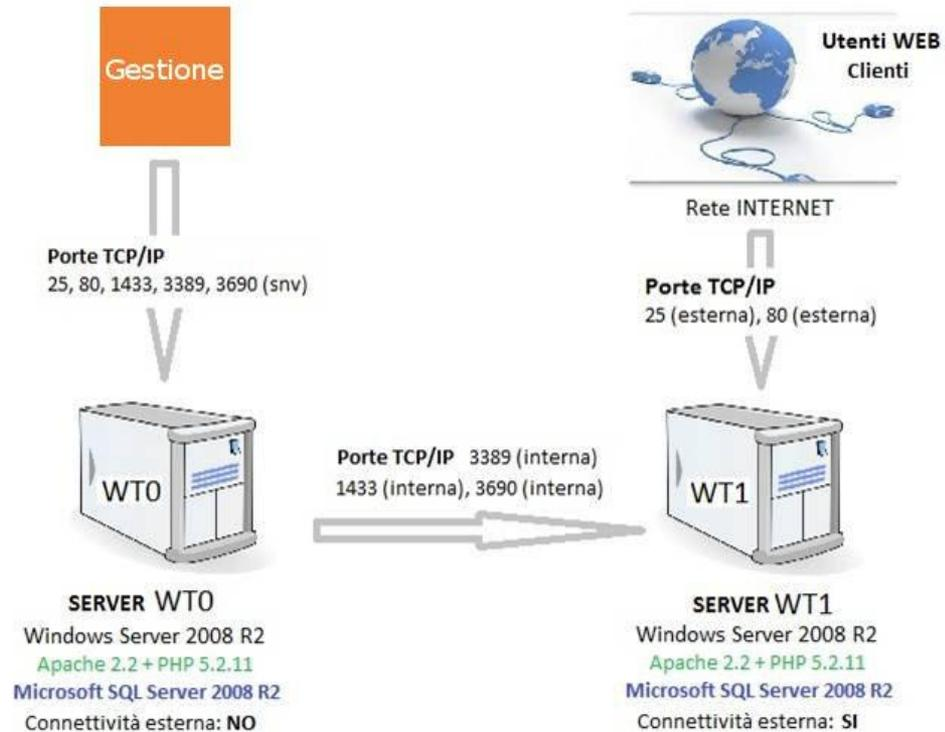 Gestione
Utenti WEB
Clienti
Rete INTERNET
Porte TCP/IP
25, 80, 1433, 3389, 3690 (snv)
Porte TCP/IP
25 (esterna), 80 (esterna)
WT0
Porte TCP/IP 3389 (interna)
1433 (interna), 3690 (interna)
WT1
SERVER WT0
Windows Server 2008 R2
Apache 2.2 + PHP 5.2.11
Microsoft SQL Server 2008 R2
Connettività esterna: NO
SERVER WT1
Windows Server 2008 R2
Apache 2.2 + PHP 5.2.11
Microsoft SQL Server 2008 R2
Connettività esterna: SI